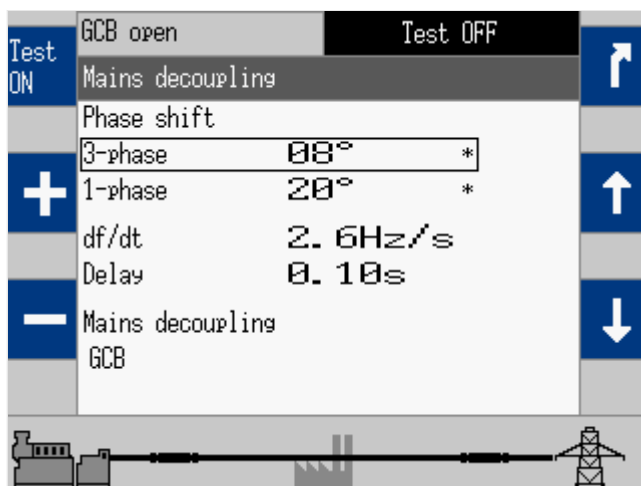 Test ON
GCB open
Test OFF
Mains decoupling
Phase shift
3-phase 08° *
1-phase 20° *
df/dt 2.6Hz/s
Delay 0.10s
Mains decoupling
GCB